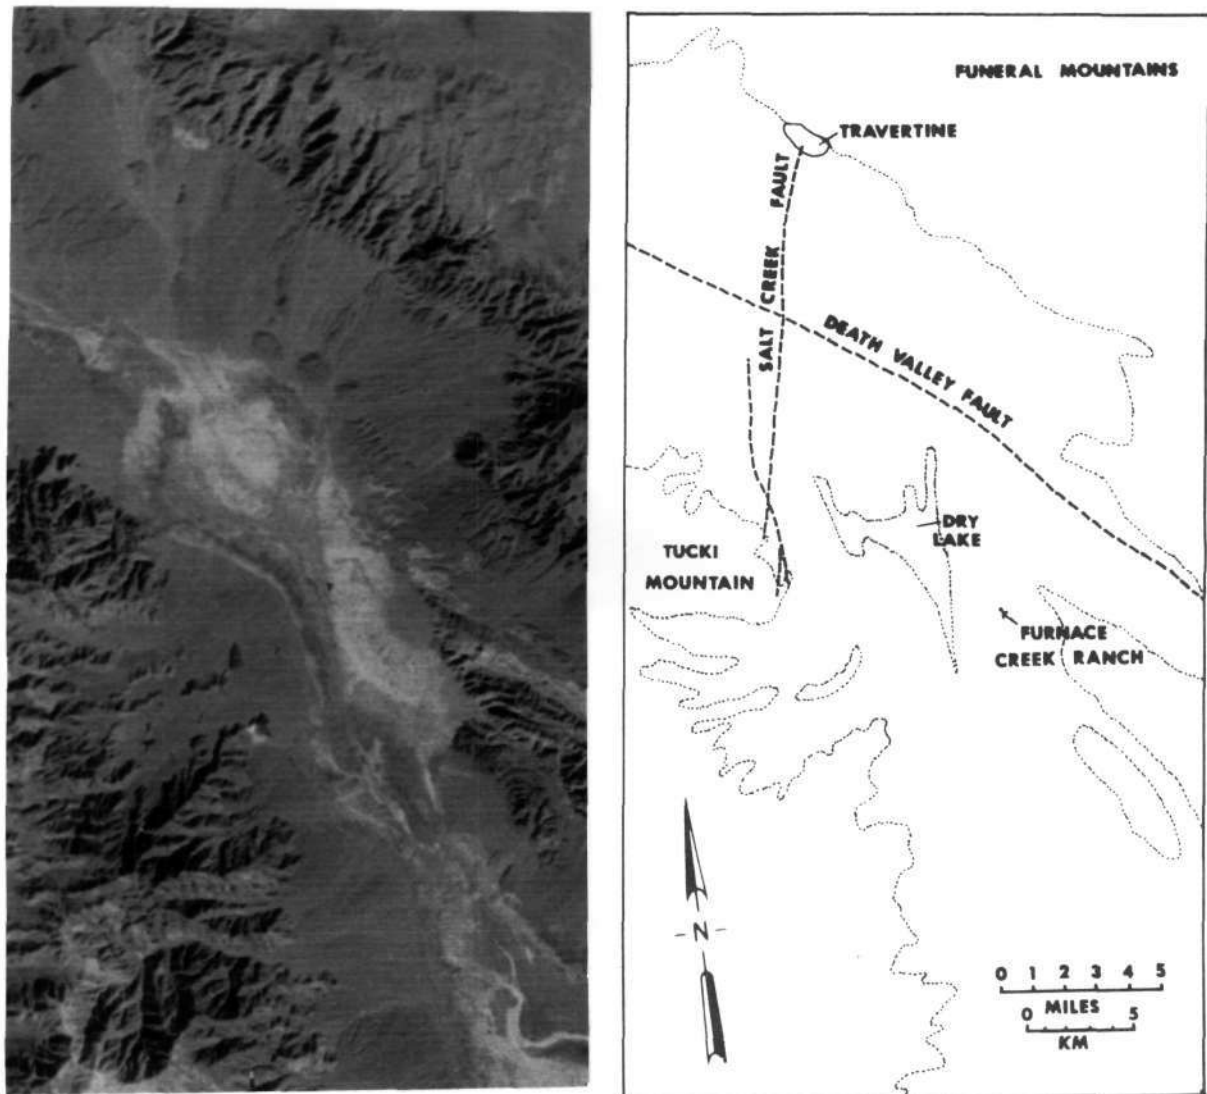 FUNERAL MOUNTAINS
TRAVERTINE
SALT CREEK FAULT
DEATH VALLEY FAULT
DRY
LAKE
TUCKI
MOUNTAIN
FURNACE
CREEK RANCH
N
0 1 2 3 4 5
MILES
0 5
KM